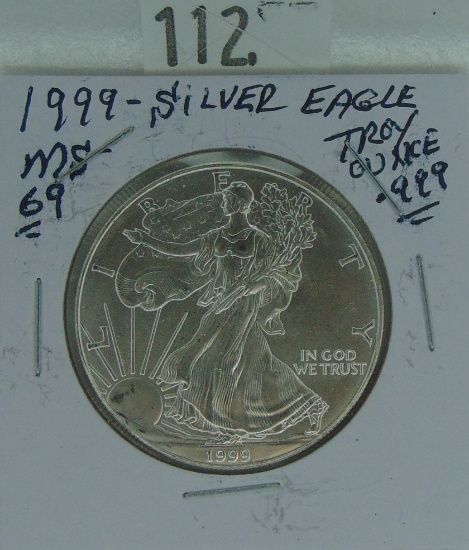 112.
1999 - SILVER EAGLE
MS
69
TROY
OUNCE
.999
LIBERTY
IN GOD
WE TRUST
1999